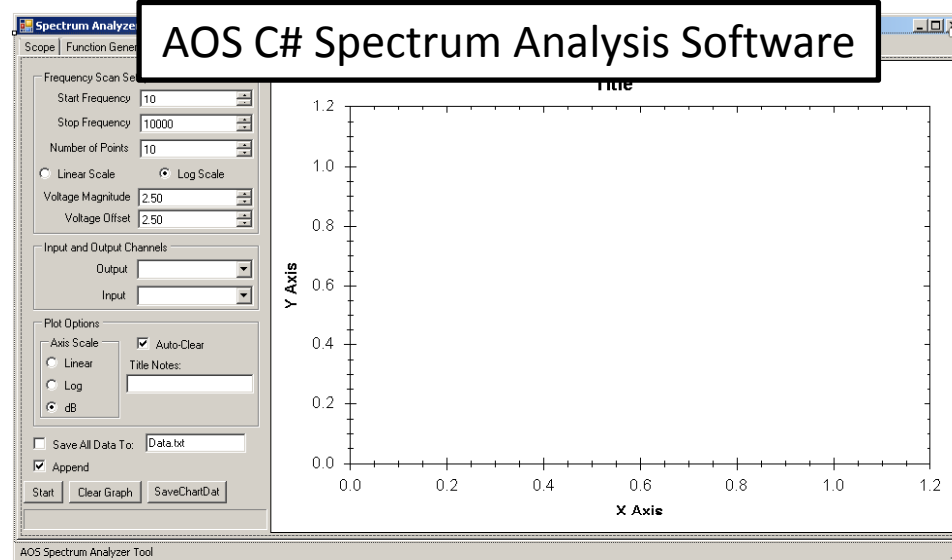 AOS C# Spectrum Analysis Software
Spectrum Analyze
Scope Function Gener
Frequency Scan Se
Start Frequency 10
Stop Frequency 10000
Number of Points 10
Linear Scale Log Scale
Voltage Magnitude 2.50
Voltage Offset 2.50
Input and Output Channels
Output
Input
Plot Options
Axis Scale Auto-Clear
Linear Title Notes:
Log
dB
Save All Data To: Data.txt
Append
Start Clear Graph SaveChartDat
Title
Y Axis
1.2
1.0
0.8
0.6
0.4
0.2
0.0
0.0 0.2 0.4 0.6 0.8 1.0 1.2
X Axis
AOS Spectrum Analyzer Tool